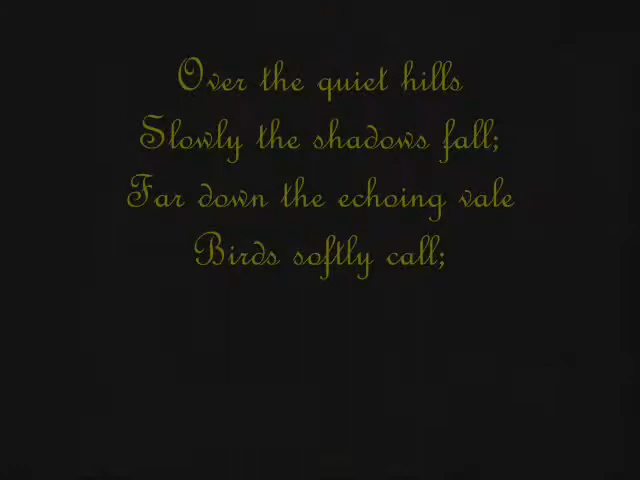 Over the quiet hills
Slowly the shadows fall;
Far down the echoing vale
Birds softly call;